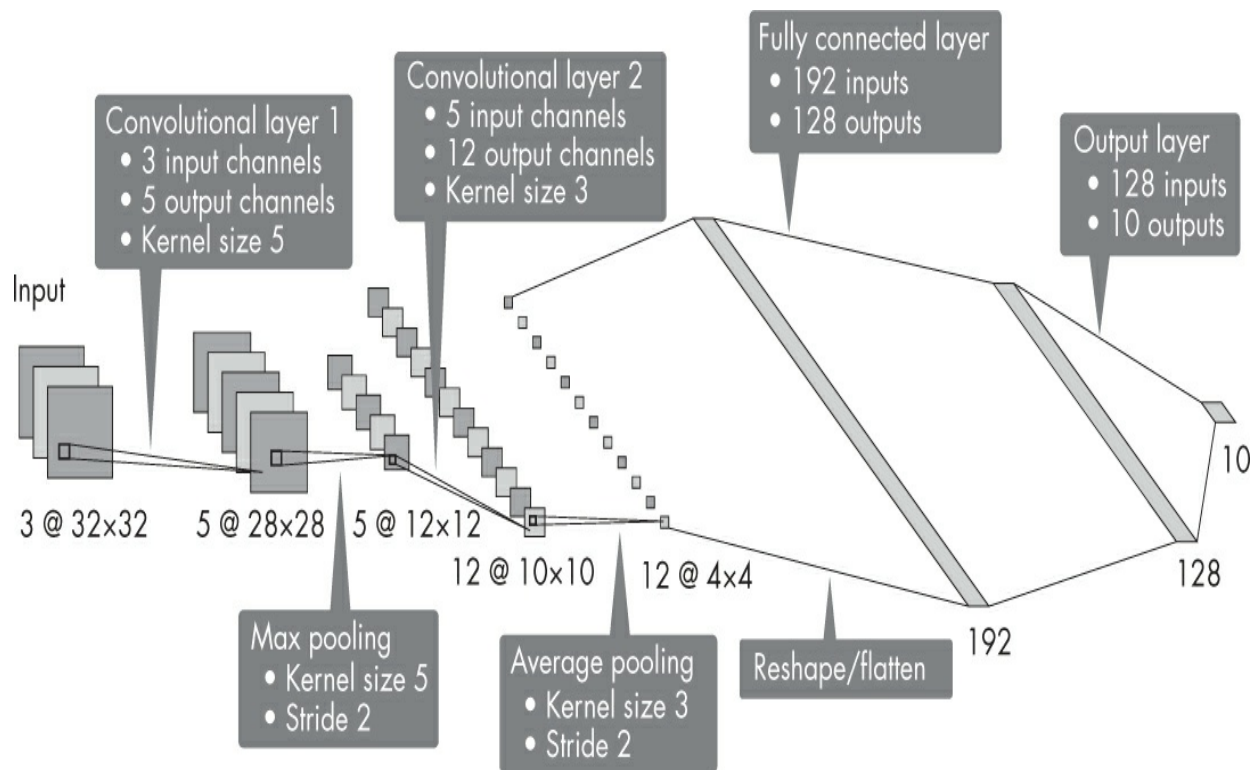 Fully connected layer
• 192 inputs
• 128 outputs
Convolutional layer 2
• 5 input channels
• 12 output channels
• Kernel size 3
Convolutional layer 1
• 3 input channels
• 5 output channels
• Kernel size 5
Output layer
• 128 inputs
• 10 outputs
Input
3 @ 32×32
5 @ 28×28
5 @ 12×12
12 @ 10×10
12 @ 4×4
192
128
10
Max pooling
• Kernel size 5
• Stride 2
Average pooling
• Kernel size 3
• Stride 2
Reshape/flatten